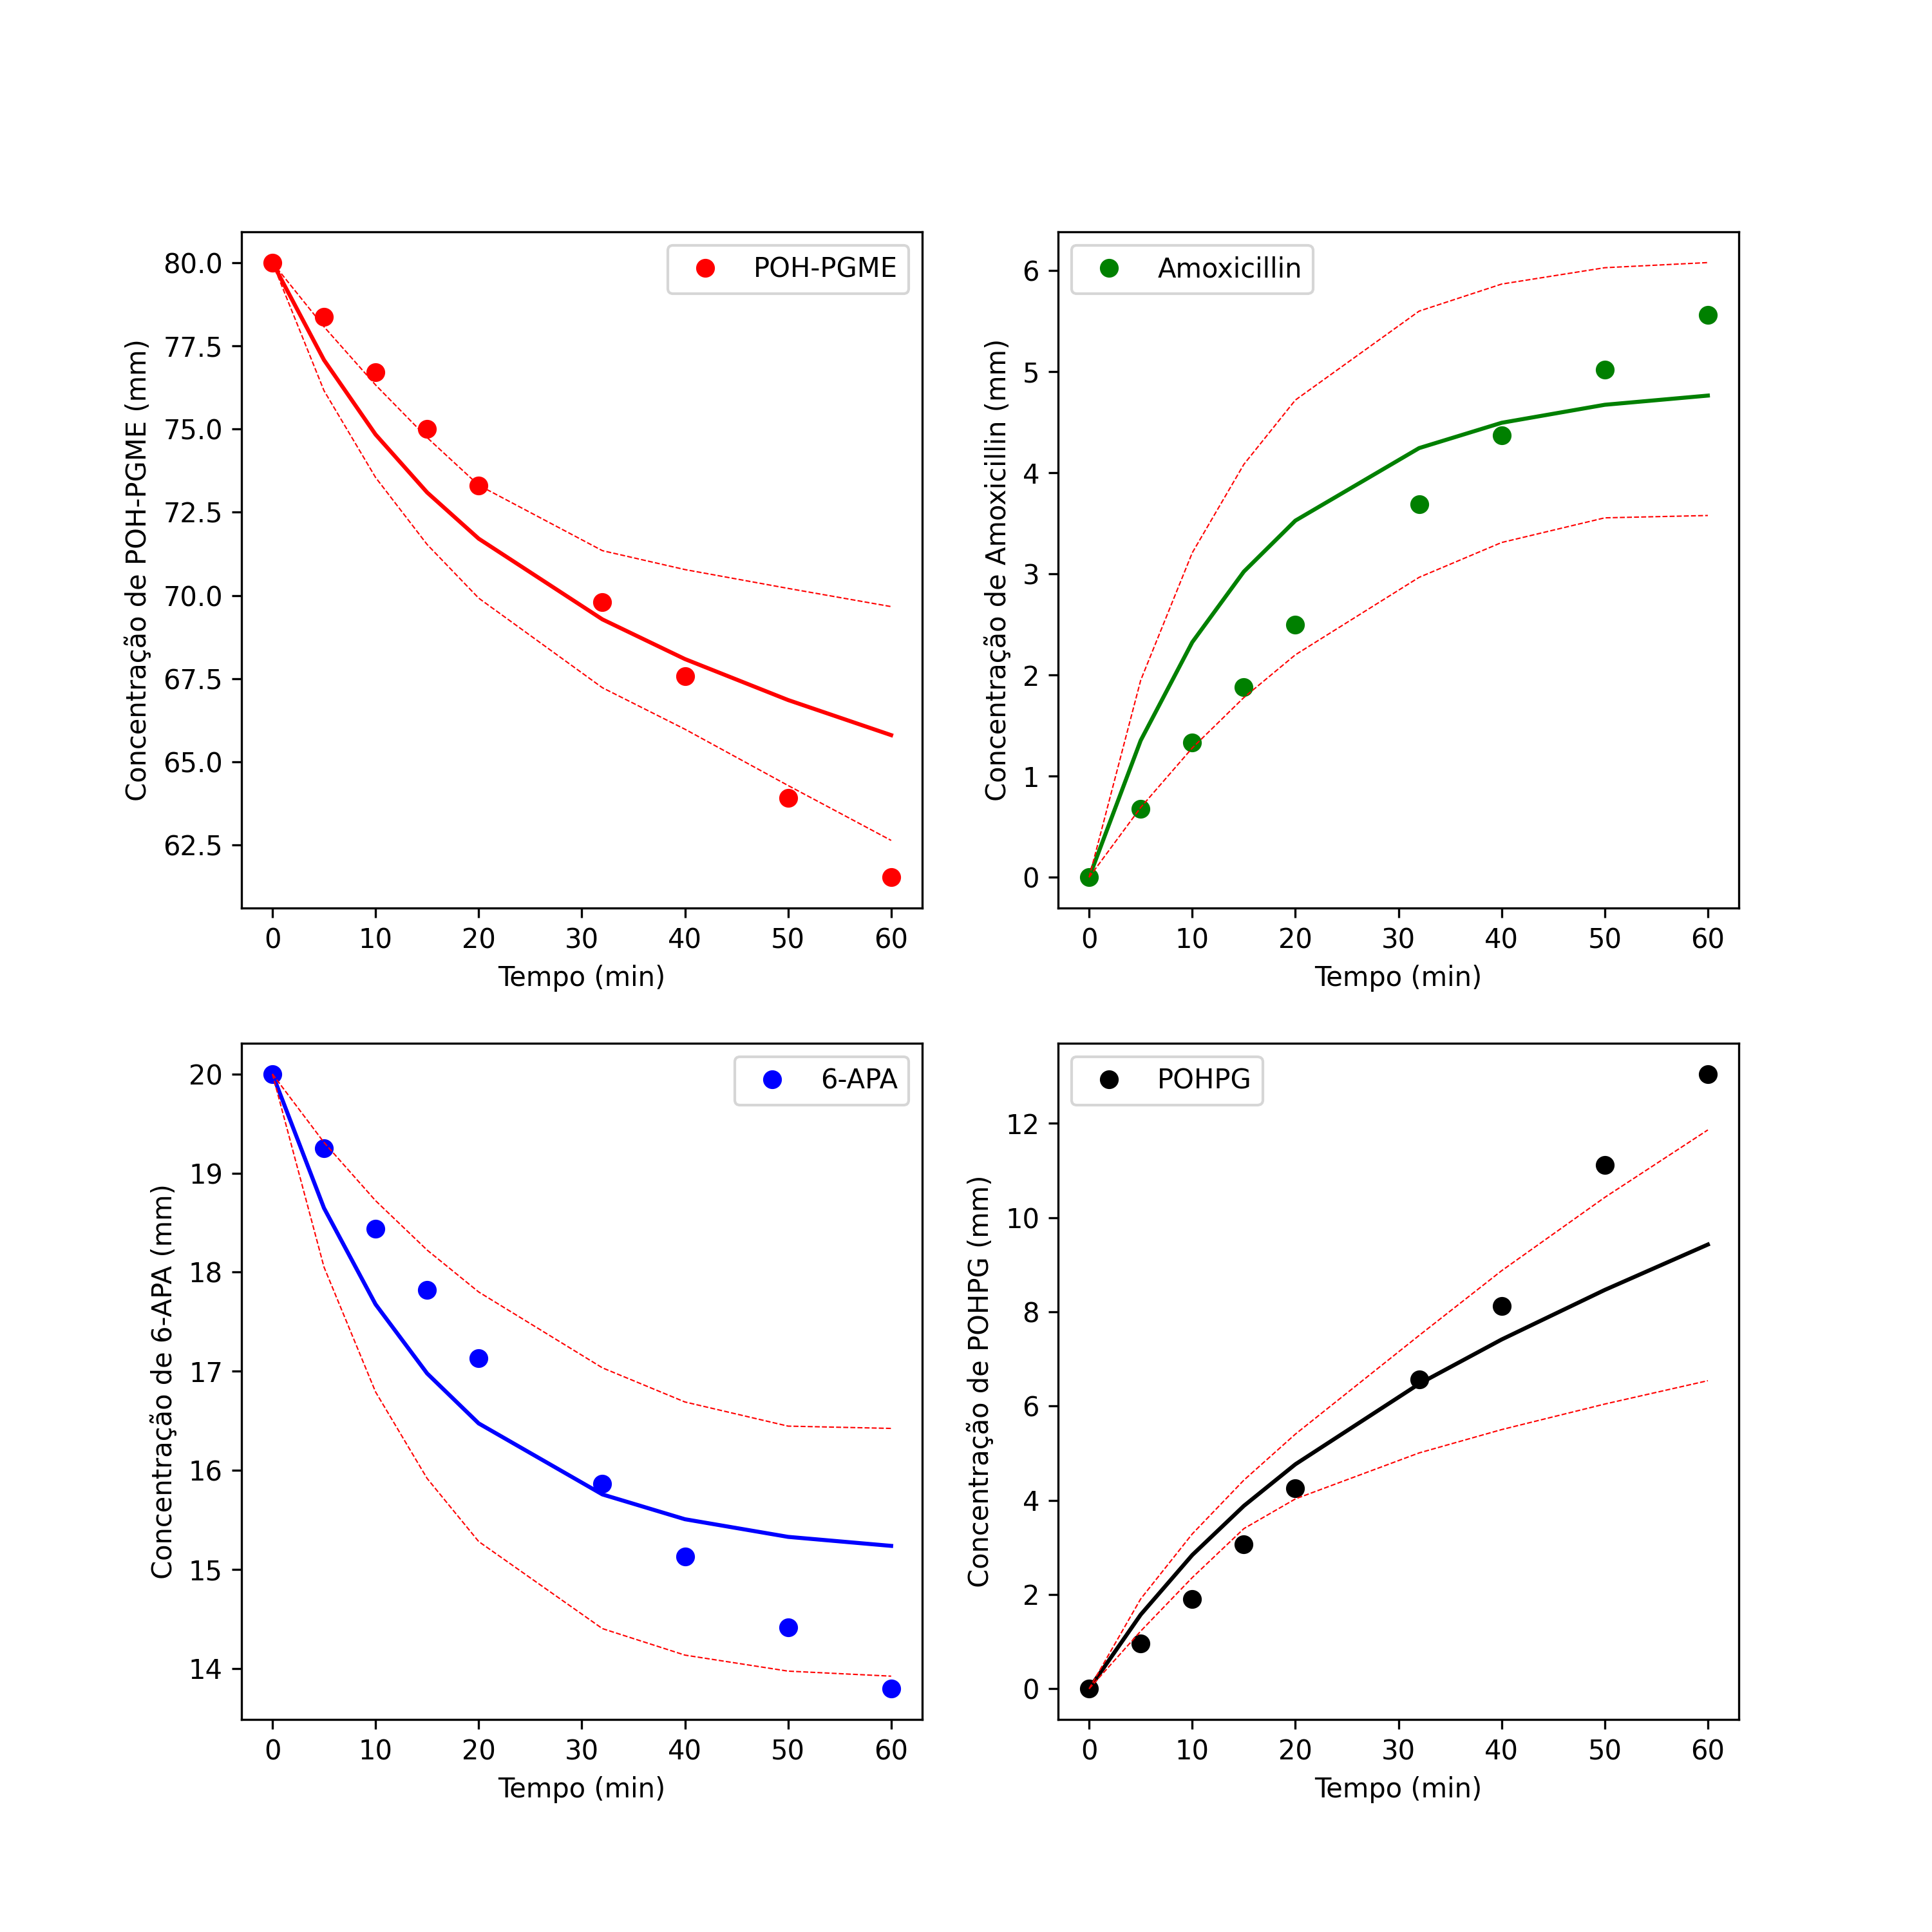 POH-PGME
80.0
77.5
75.0
72.5
70.0
67.5
65.0
62.5
Concentração de POH-PGME (mm)
0 10 20 30 40 50 60
Tempo (min)
Amoxicillin
6
5
4
3
2
1
0
Concentração de Amoxicillin (mm)
0 10 20 30 40 50 60
Tempo (min)
6-APA
20
19
18
17
16
15
14
Concentração de 6-APA (mm)
0 10 20 30 40 50 60
Tempo (min)
POHPG
12
10
8
6
4
2
0
Concentração de POHPG (mm)
0 10 20 30 40 50 60
Tempo (min)